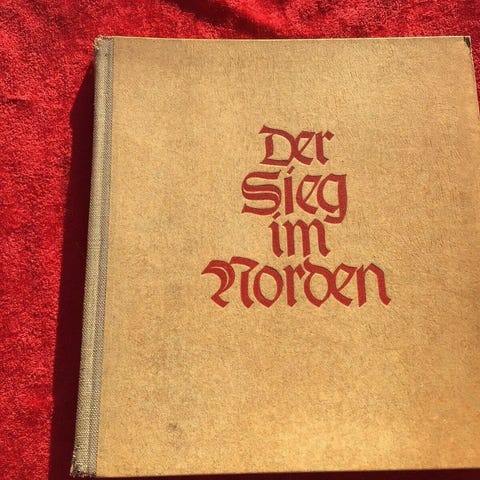 Der
Sieg
im
Norden